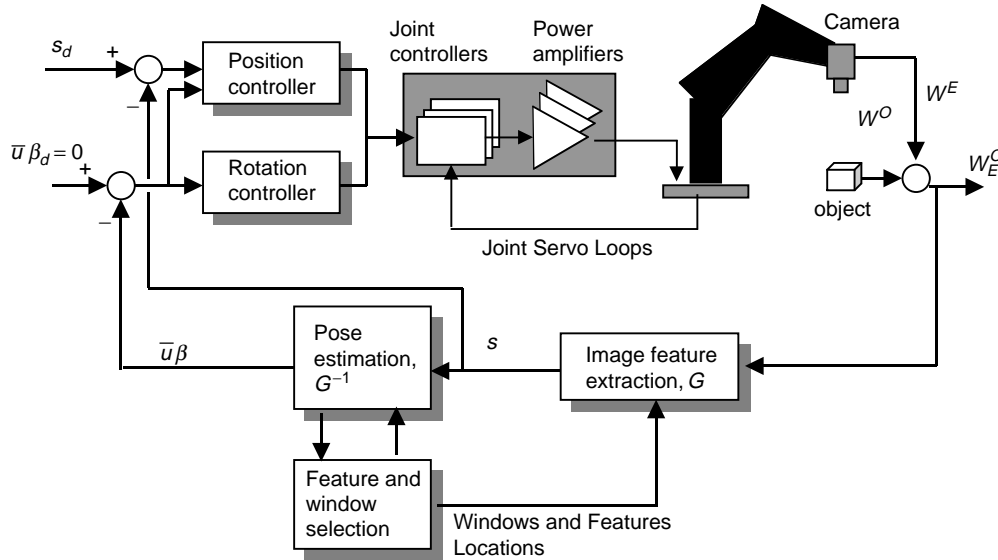 s_d
+
−
Position
controller
Joint
controllers
Power
amplifiers
Camera
W^E
W^O
u̅ β_d = 0
+
−
Rotation
controller
object
W_E^O
Joint Servo Loops
u̅ β
Pose
estimation,
G^{−1}
s
Image feature
extraction, G
Feature and
window
selection
Windows and Features
Locations